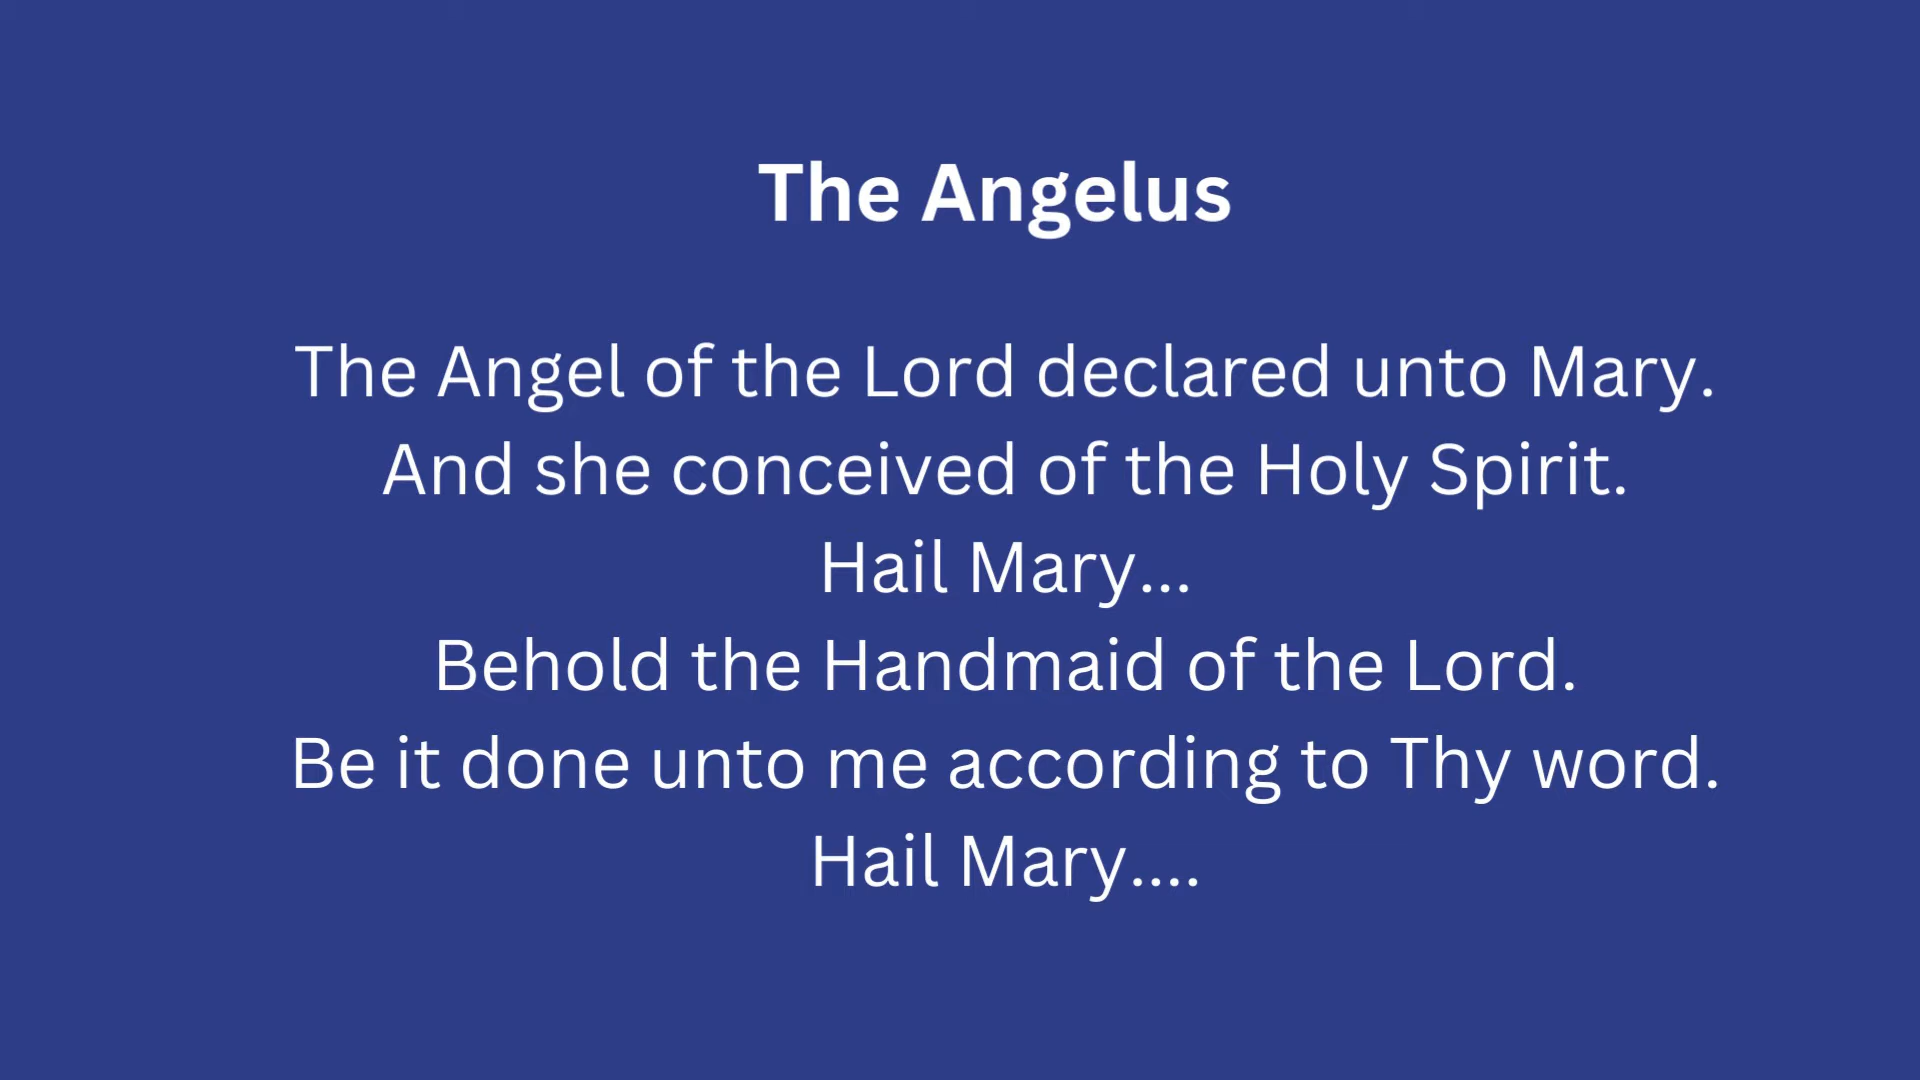 The Angelus
The Angel of the Lord declared unto Mary.
And she conceived of the Holy Spirit.
Hail Mary...
Behold the Handmaid of the Lord.
Be it done unto me according to Thy word.
Hail Mary....